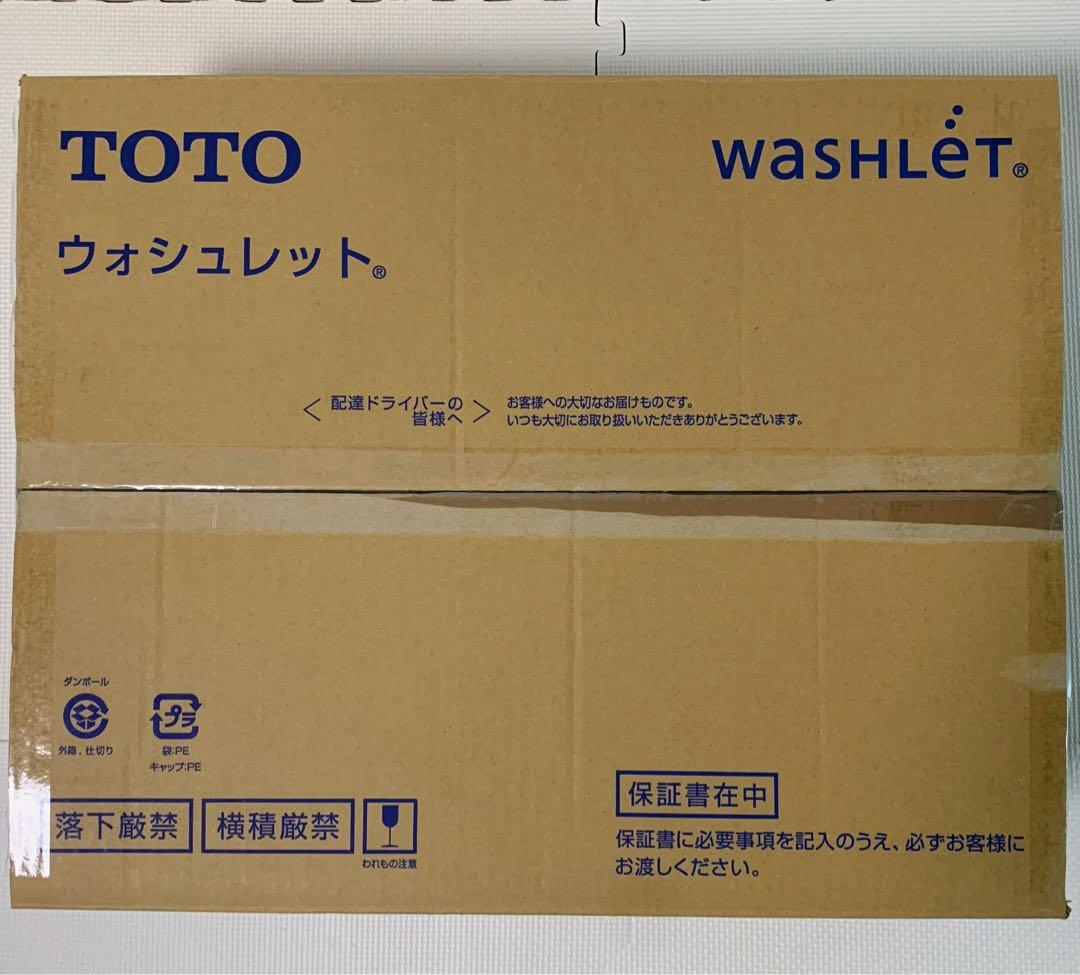 TOTO
WASHLET®
ウォシュレット®
<配達ドライバーの
皆様へ>
お客様への大切なお届けものです。
いつも大切にお取り扱いいただきありがとうございます。
ダンボール
外箱、仕切り
プラ
袋:PE
キャップ:PE
落下厳禁
横積厳禁
われもの注意
保証書在中
保証書に必要事項を記入のうえ、必ずお客様に
お渡しください。